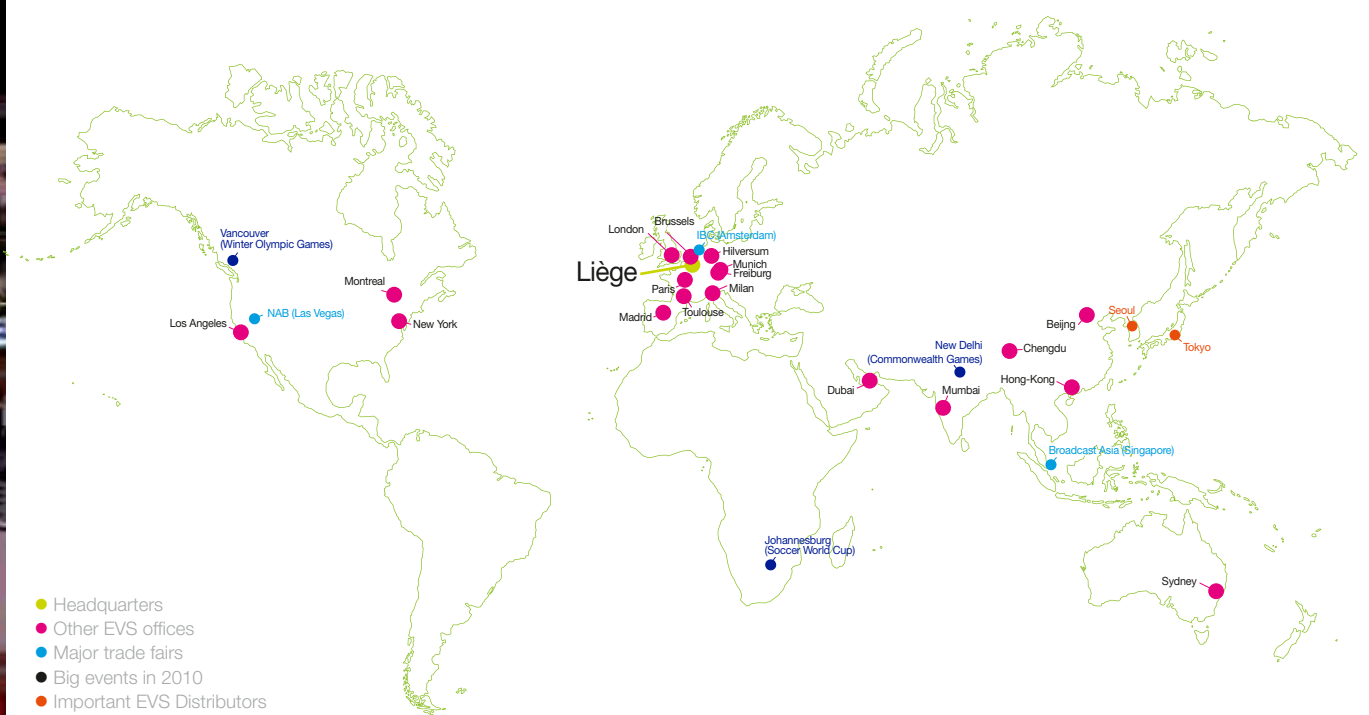 Vancouver
(Winter Olympic Games)
Montreal
Los Angeles
NAB (Las Vegas)
New York
London
Brussels
IBC (Amsterdam)
Hilversum
Liège
Munich
Freiburg
Paris
Milan
Madrid
Toulouse
Beijng
Seoul
Tokyo
Chengdu
New Delhi
(Commonwealth Games)
Dubai
Mumbai
Hong-Kong
Broadcast Asia (Singapore)
Johannesburg
(Soccer World Cup)
Sydney
Headquarters
Other EVS offices
Major trade fairs
Big events in 2010
Important EVS Distributors